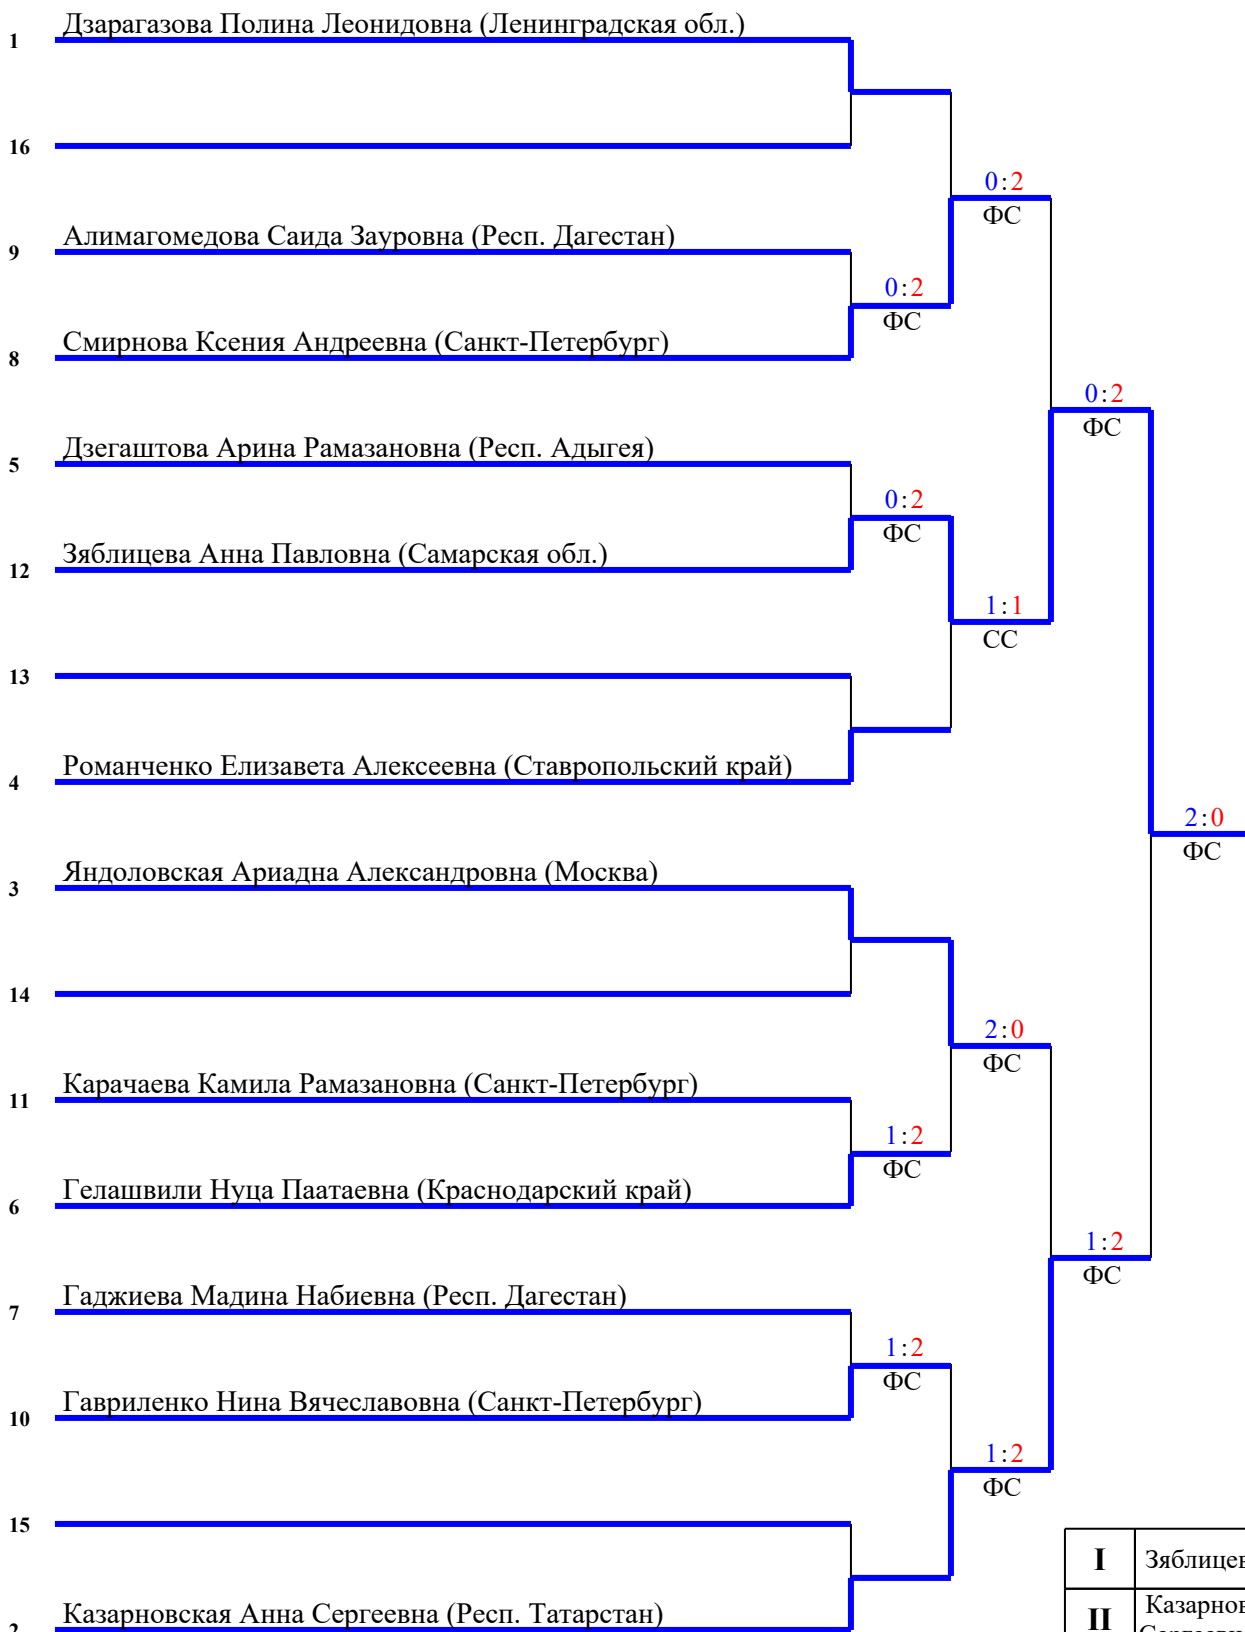 Дзарагазова Полина Леонидовна (Ленинградская обл.)
1
16
0:2
ФС
Алимагомедова Саида Зауровна (Респ. Дагестан)
9
0:2
ФС
Смирнова Ксения Андреевна (Санкт-Петербург)
8
0:2
ФС
Дзегаштова Арина Рамазановна (Респ. Адыгея)
5
0:2
ФС
Зяблицева Анна Павловна (Самарская обл.)
12
1:1
СС
13
Романченко Елизавета Алексеевна (Ставропольский край)
4
2:0
ФС
Яндоловская Ариадна Александровна (Москва)
3
14
2:0
ФС
Карачаева Камила Рамазановна (Санкт-Петербург)
11
1:2
ФС
Гелашвили Нуца Паатаевна (Краснодарский край)
6
1:2
ФС
Гаджиева Мадина Набиевна (Респ. Дагестан)
7
1:2
ФС
Гавриленко Нина Вячеславовна (Санкт-Петербург)
10
1:2
ФС
15
I Зяблицев
Казарновская Анна Сергеевна (Респ. Татарстан)
2
II Казарнов